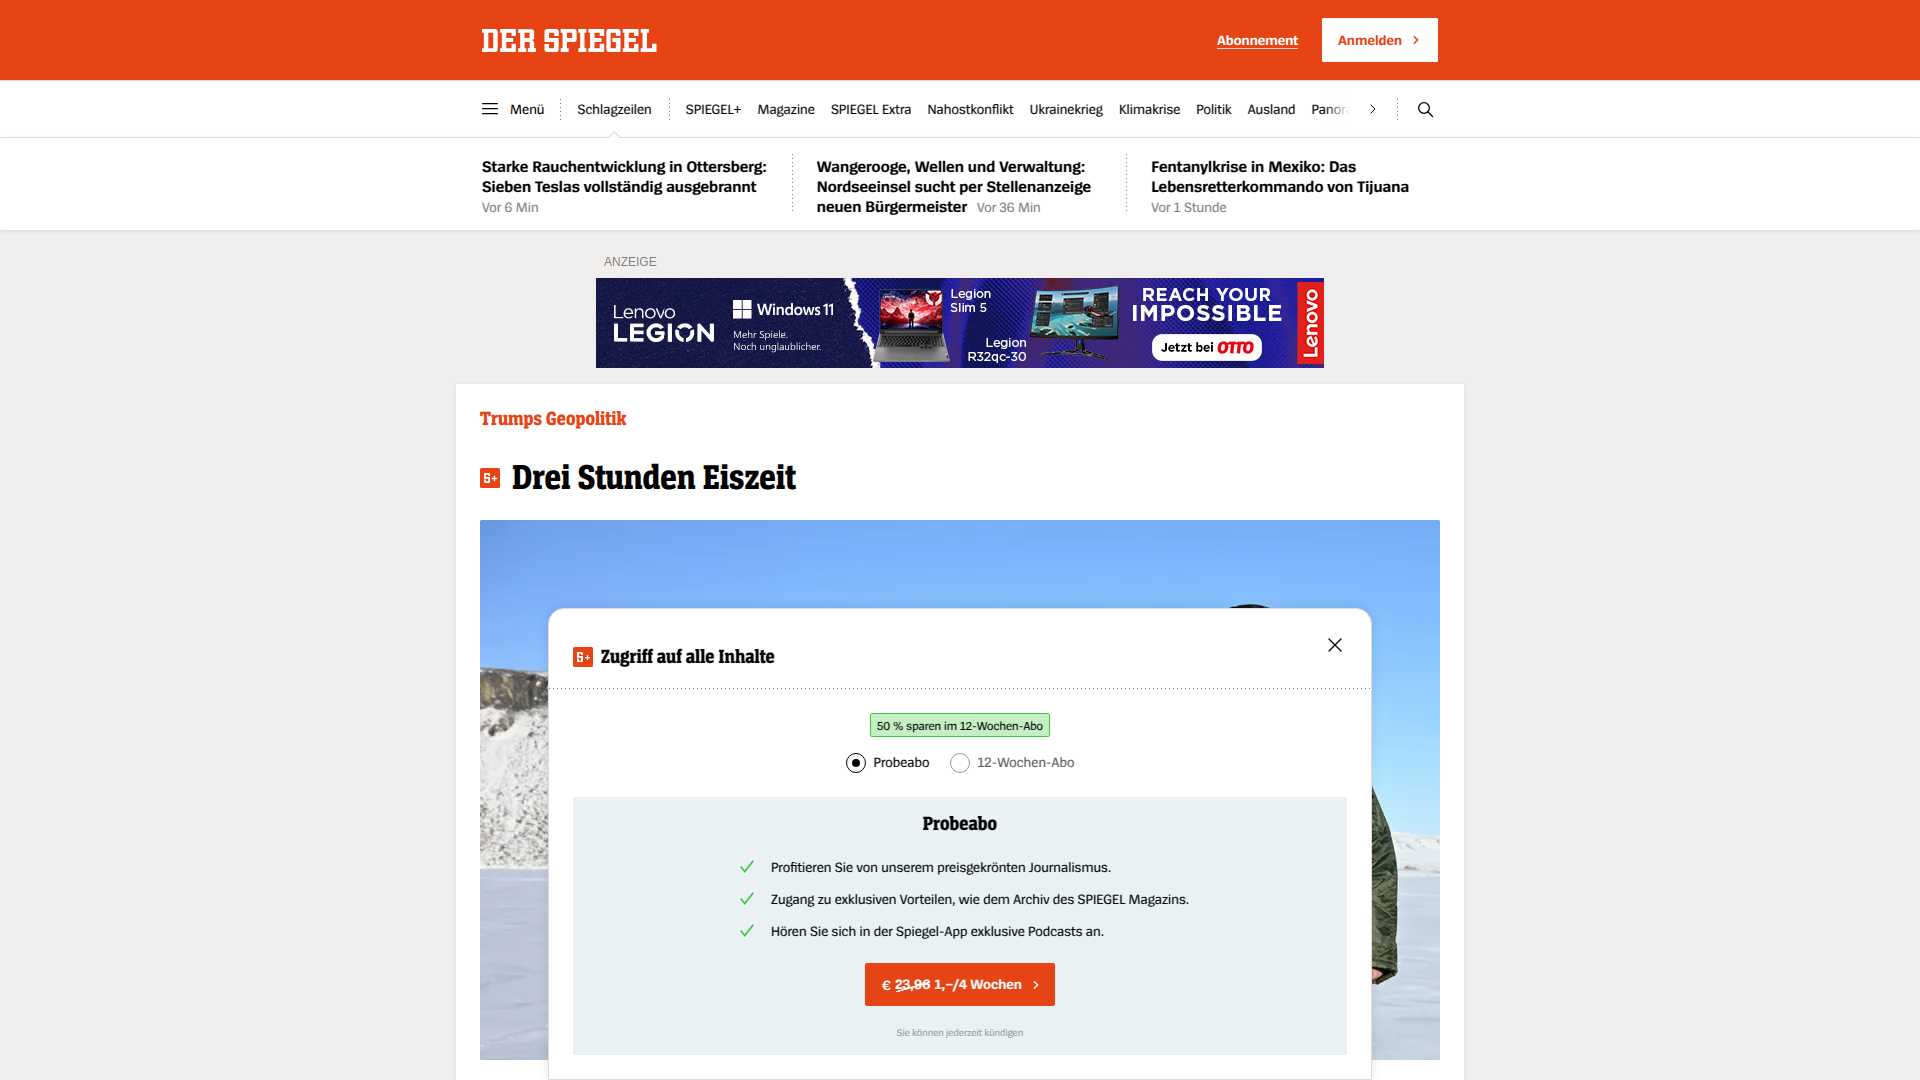 DER SPIEGEL
Abonnement
Anmelden
Menü
Schlagzeilen
SPIEGEL+
Magazine
SPIEGEL Extra
Nahostkonflikt
Ukrainekrieg
Klimakrise
Politik
Ausland
Panor
Starke Rauchentwicklung in Ottersberg:
Sieben Teslas vollständig ausgebrannt
Vor 6 Min
Wangerooge, Wellen und Verwaltung:
Nordseeinsel sucht per Stellenanzeige
neuen Bürgermeister Vor 36 Min
Fentanylkrise in Mexiko: Das
Lebensretterkommando von Tijuana
Vor 1 Stunde
ANZEIGE
Lenovo
LEGION
Windows 11
Mehr Spiele.
Noch unglaublicher.
Legion
Slim 5
Legion
R32qc-30
REACH YOUR
IMPOSSIBLE
Jetzt bei OTTO
Lenovo
Trumps Geopolitik
S+ Drei Stunden Eiszeit
S+ Zugriff auf alle Inhalte
50 % sparen im 12-Wochen-Abo
Probeabo
12-Wochen-Abo
Probeabo
Profitieren Sie von unserem preisgekrönten Journalismus.
Zugang zu exklusiven Vorteilen, wie dem Archiv des SPIEGEL Magazins.
Hören Sie sich in der Spiegel-App exklusive Podcasts an.
€ 23,96 1,–/4 Wochen
Sie können jederzeit kündigen